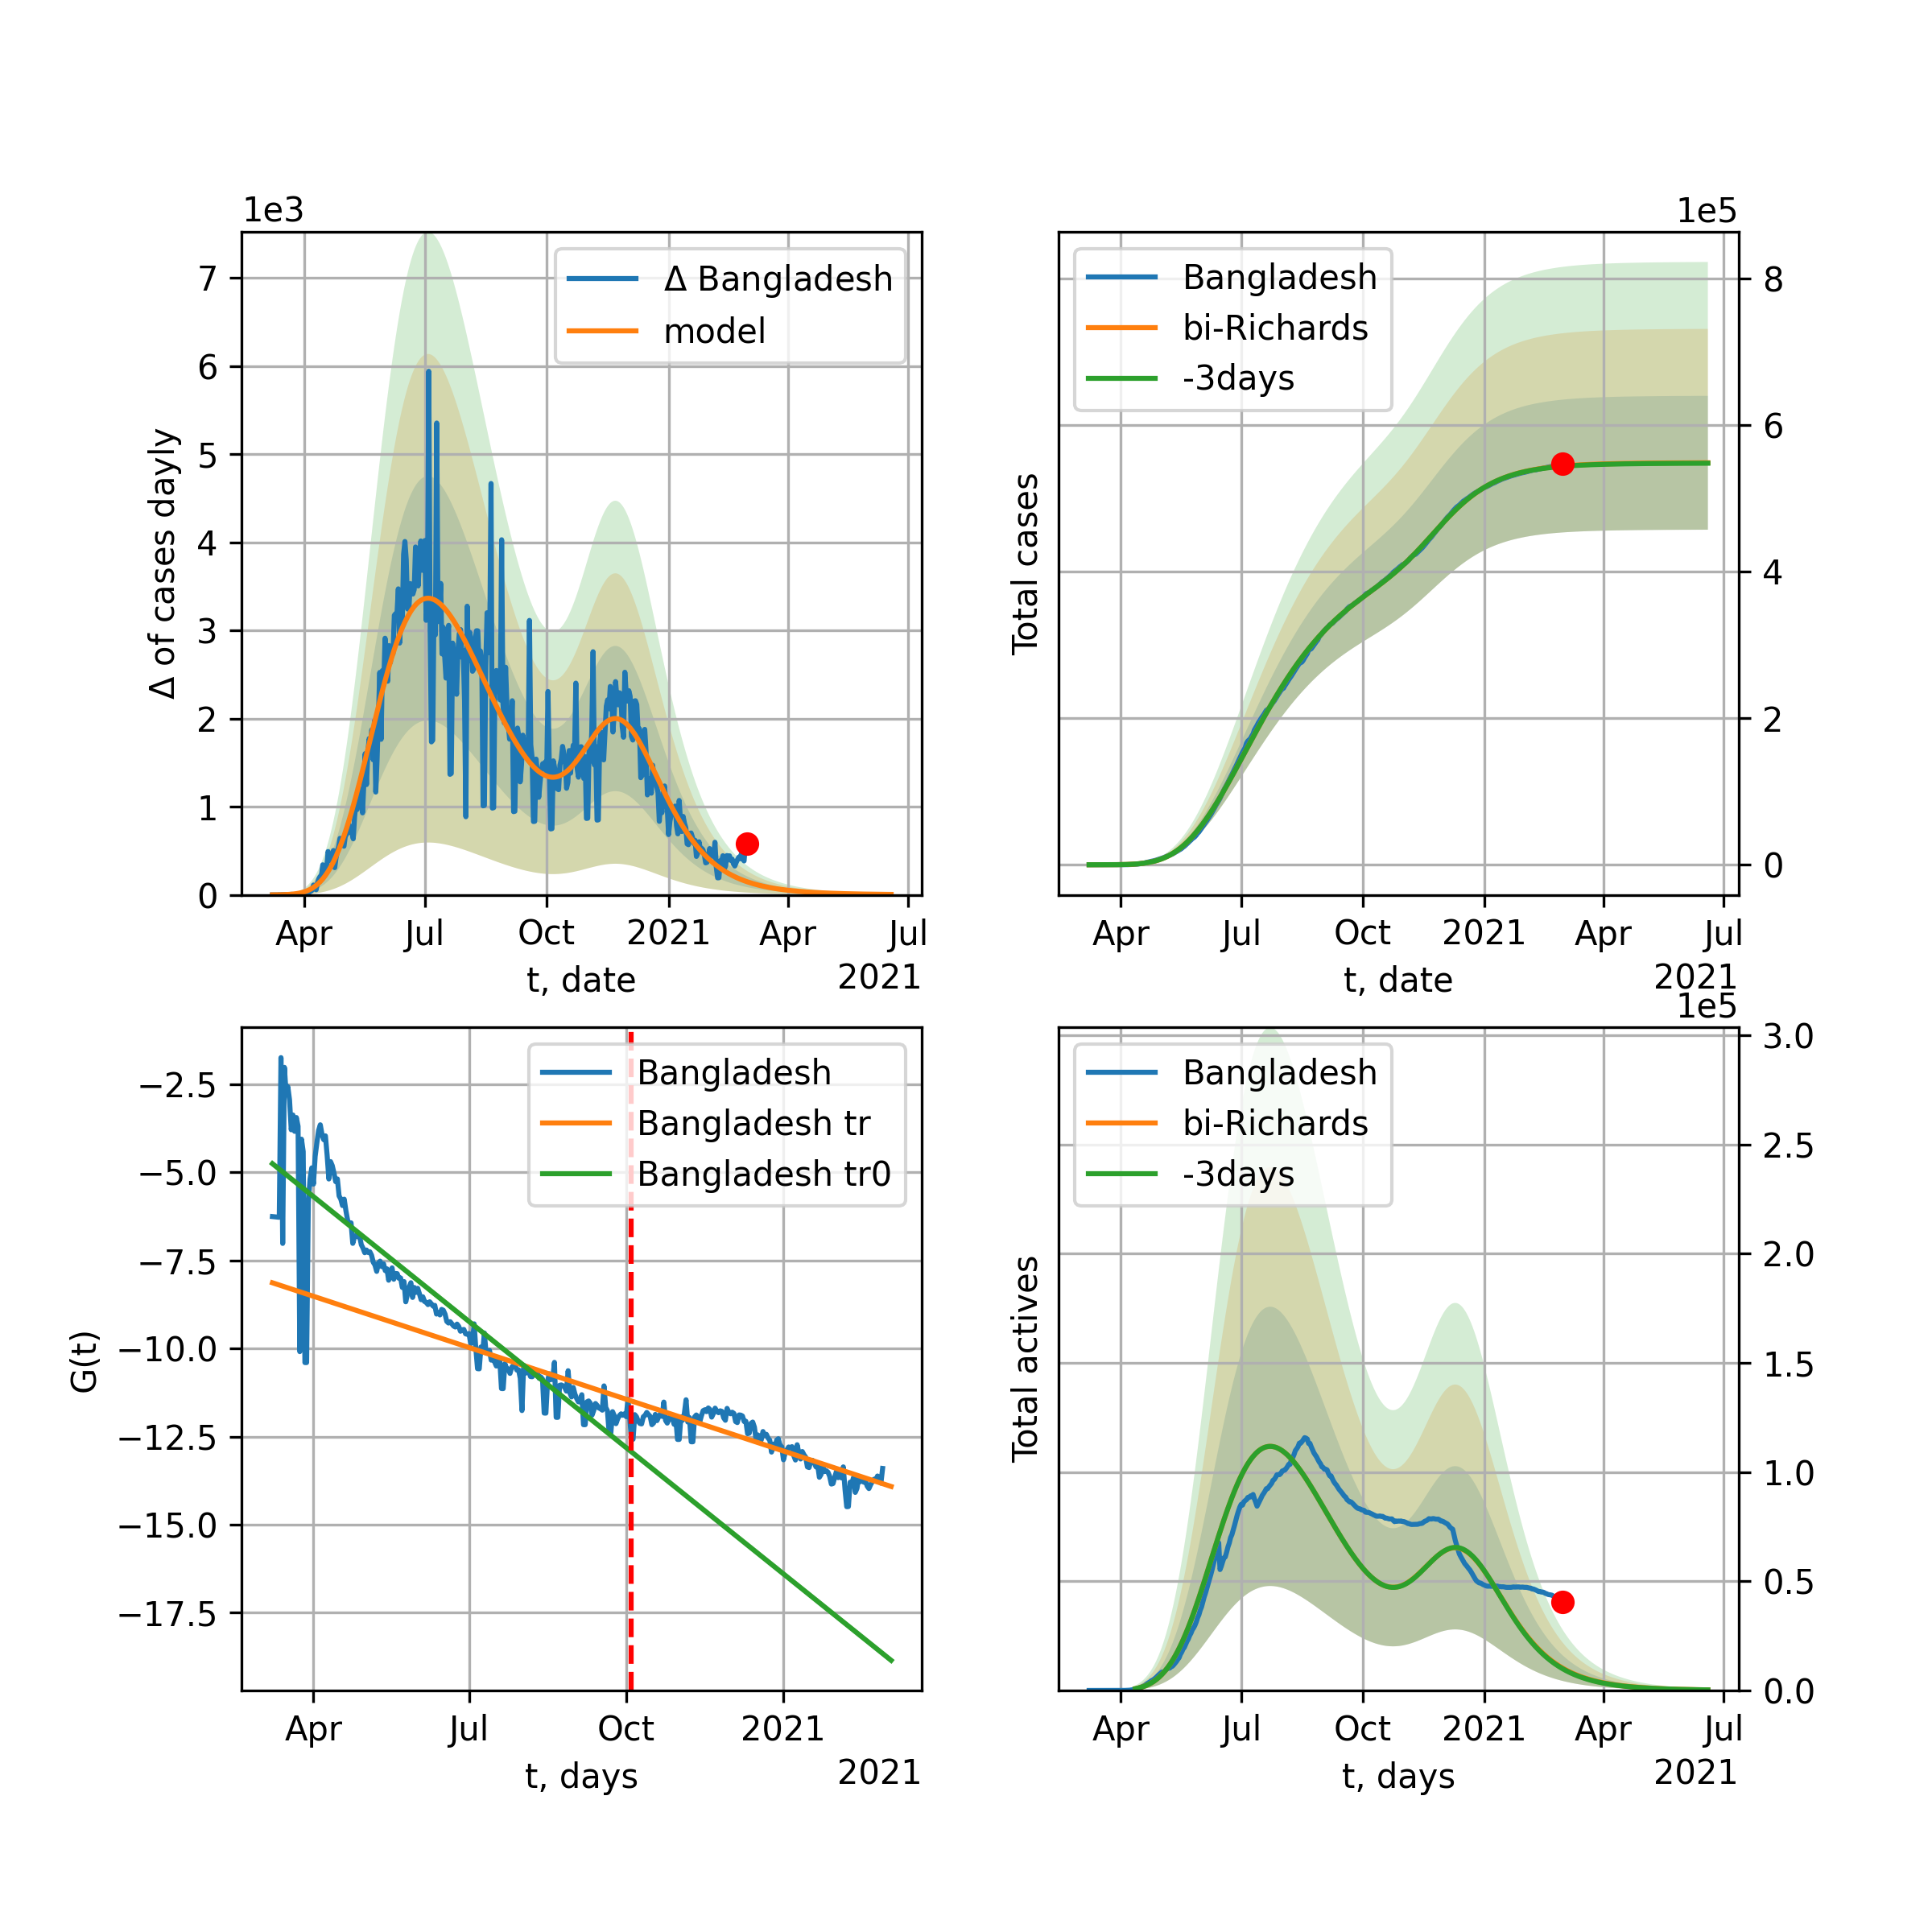 1e3
Δ of cases dayly
7
6
5
4
3
2
1
0
Δ Bangladesh
model
Apr
Jul
Oct
2021
Apr
Jul
t, date
2021
1e5
Total cases
Bangladesh
bi-Richards
-3days
8
6
4
2
0
Apr
Jul
Oct
2021
Apr
Jul
t, date
2021
G(t)
−2.5
−5.0
−7.5
−10.0
−12.5
−15.0
−17.5
Bangladesh
Bangladesh tr
Bangladesh tr0
Apr
Jul
Oct
2021
t, days
2021
1e5
Total actives
Bangladesh
bi-Richards
-3days
3.0
2.5
2.0
1.5
1.0
0.5
0.0
Apr
Jul
Oct
2021
Apr
Jul
t, days
2021